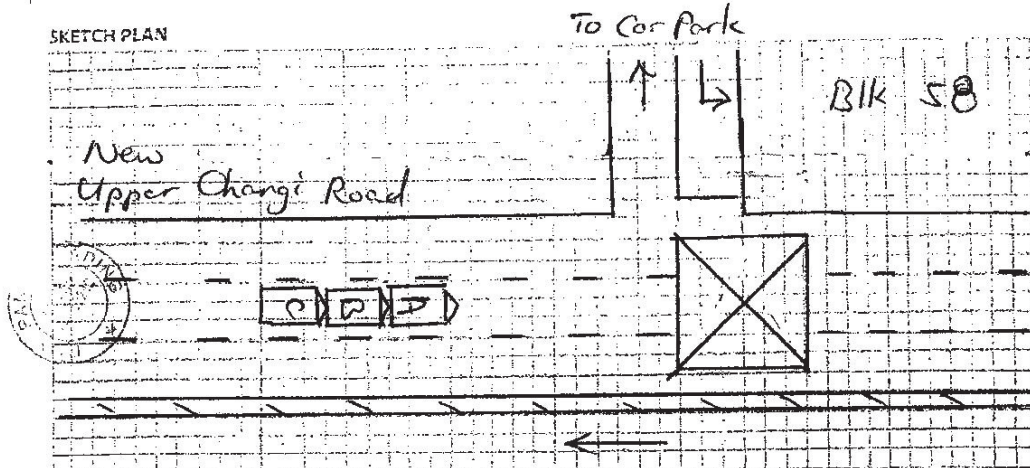 SKETCH PLAN
To Car Park
Blk 58
New
Upper Changi Road
C B A